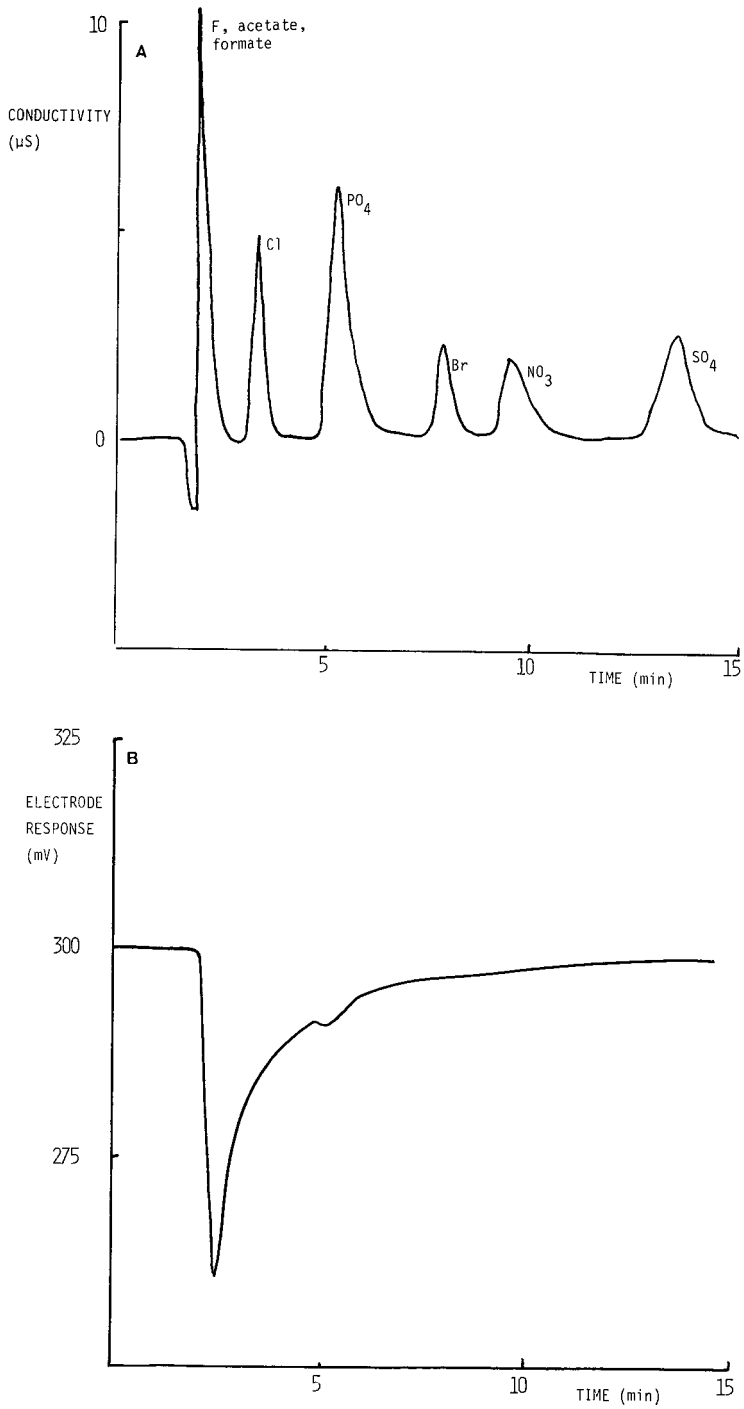 10
A
F, acetate,
formate
CONDUCTIVITY
(µS)
PO4
Cl
Br
NO3
SO4
0
5
10
15
TIME (min)
325
B
ELECTRODE
RESPONSE
(mV)
300
275
5
10
15
TIME (min)